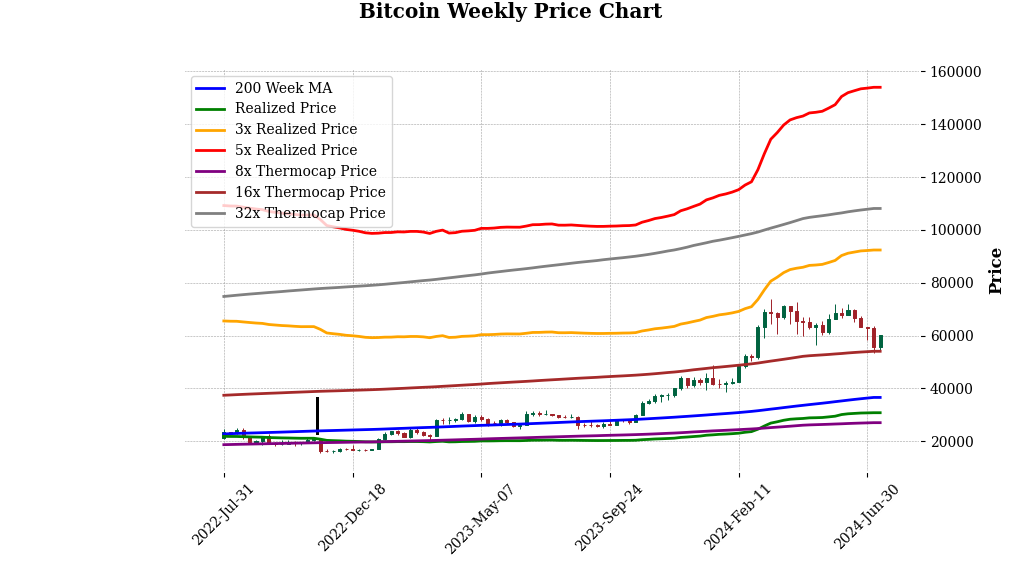 Bitcoin Weekly Price Chart
200 Week MA
Realized Price
3x Realized Price
5x Realized Price
8x Thermocap Price
16x Thermocap Price
32x Thermocap Price
160000
140000
120000
100000
80000
60000
40000
20000
Price
2022-Jul-31
2022-Dec-18
2023-May-07
2023-Sep-24
2024-Feb-11
2024-Jun-30